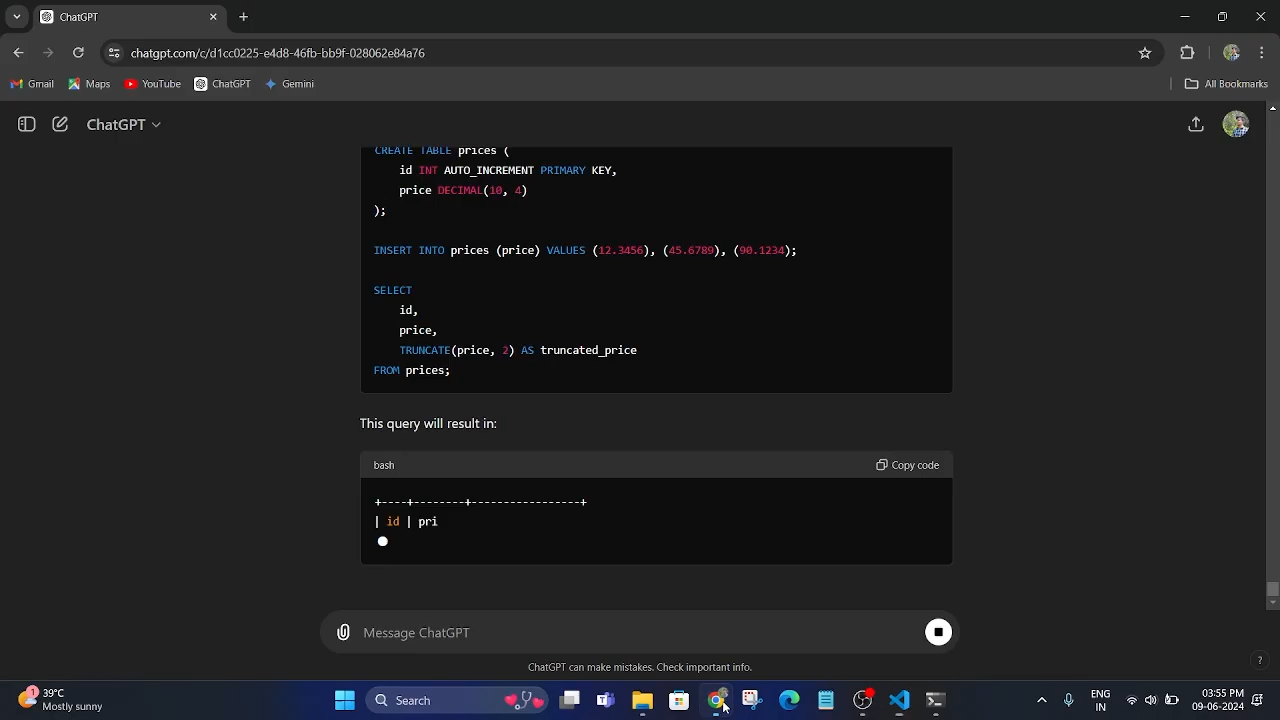 ChatGPT
chatgpt.com/c/d1cc0225-e4d8-46fb-bb9f-028062e84a76
Gmail Maps YouTube ChatGPT Gemini All Bookmarks
ChatGPT
CREATE TABLE prices (
id INT AUTO_INCREMENT PRIMARY KEY,
price DECIMAL(10, 4)
);
INSERT INTO prices (price) VALUES (12.3456), (45.6789), (90.1234);
SELECT
id,
price,
TRUNCATE(price, 2) AS truncated_price
FROM prices;
This query will result in:
bash Copy code
+----+--------+-----------------+
| id | pri
Message ChatGPT
ChatGPT can make mistakes. Check important info.
?
1 39°C
Mostly sunny
Search
ENG
IN
03:55 PM
09-06-2024